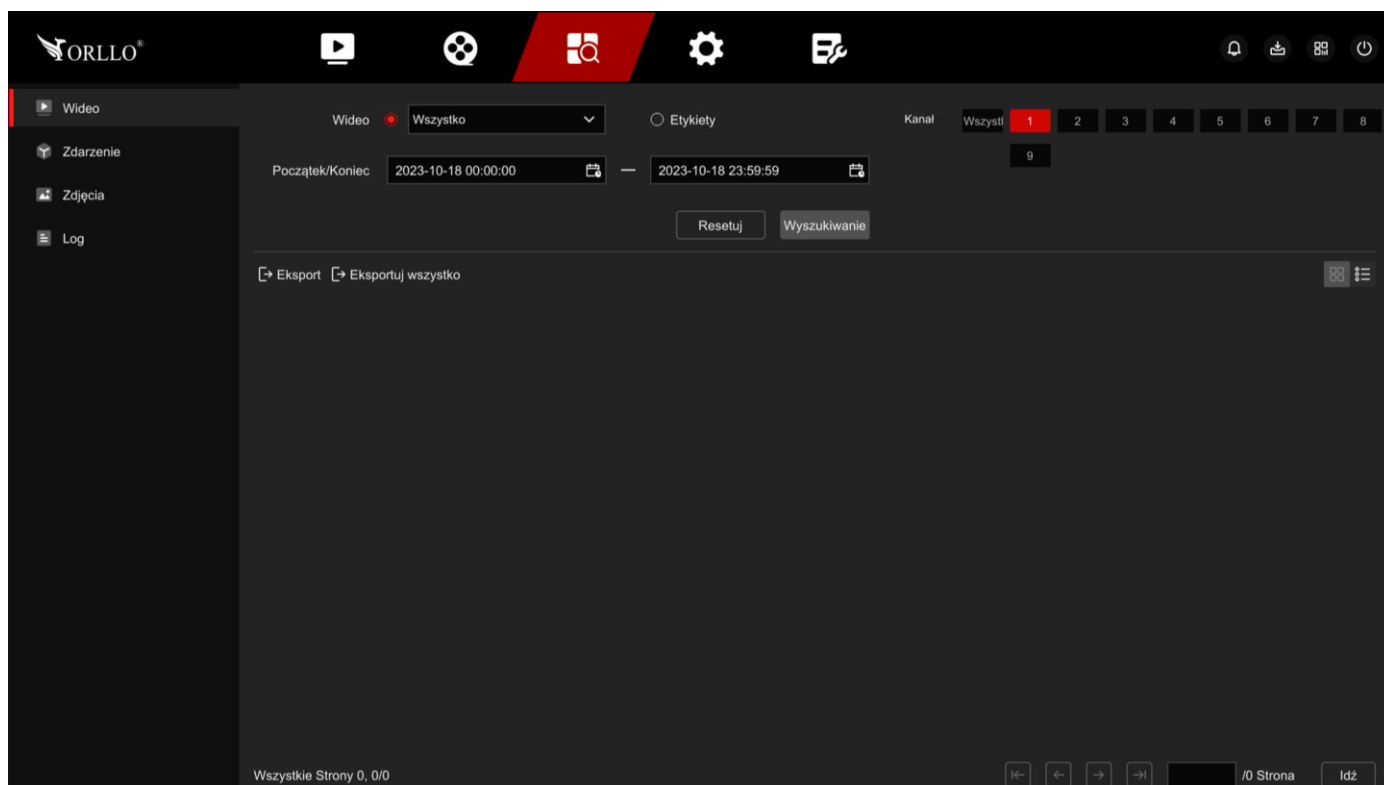 ORLLO®
Wideo
Zdarzenie
Zdjęcia
Log
Wideo Wszystko Etykiety Kanał Wszystl 1 2 3 4 5 6 7 8
9
Początek/Koniec 2023-10-18 00:00:00 — 2023-10-18 23:59:59
Resetuj Wyszukiwanie
Eksport Eksportuj wszystko
Wszystkie Strony 0, 0/0 /0 Strona Idź